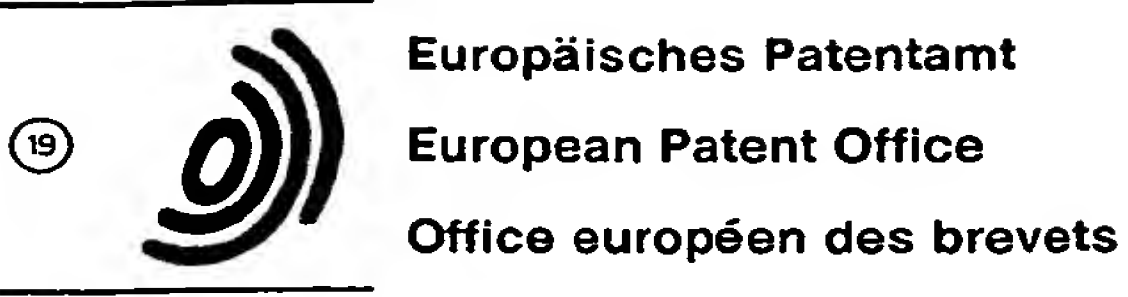 19
Europäisches Patentamt
European Patent Office
Office européen des brevets